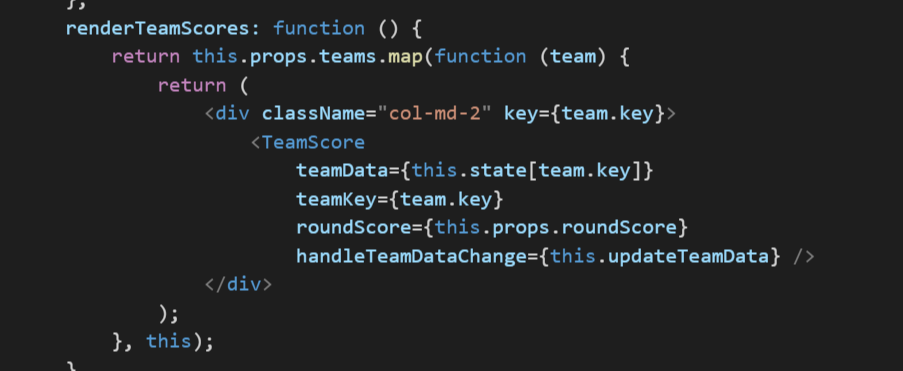 },
renderTeamScores: function () {
    return this.props.teams.map(function (team) {
        return (
            <div className="col-md-2" key={team.key}>
                <TeamScore
                    teamData={this.state[team.key]}
                    teamKey={team.key}
                    roundScore={this.props.roundScore}
                    handleTeamDataChange={this.updateTeamData} />
            </div>
        );
    }, this);
}